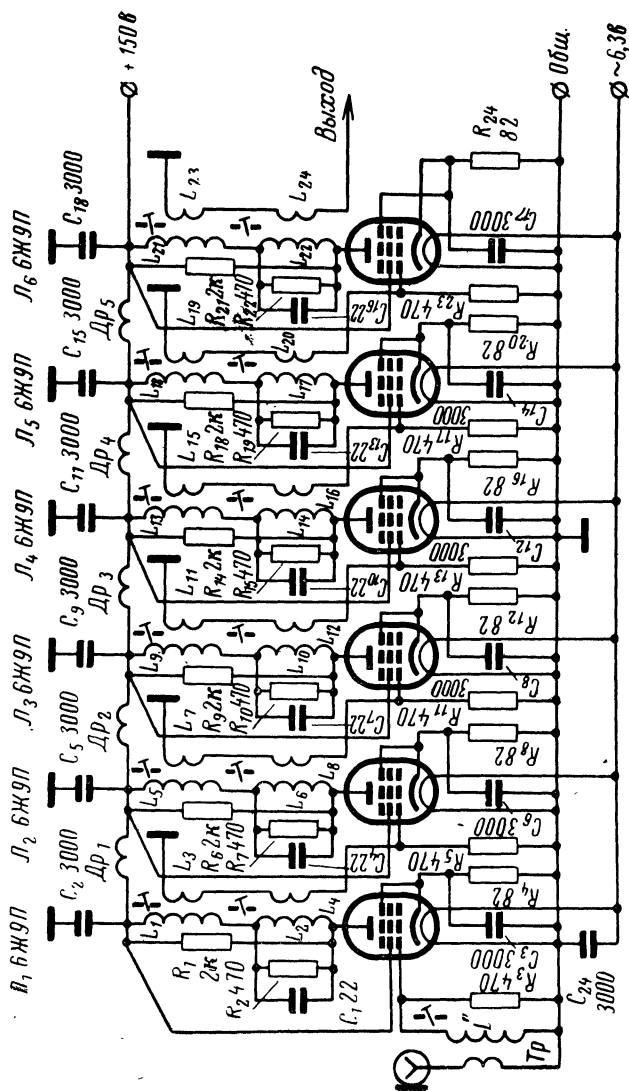 Л₁ 6Ж9П
C₂ 3000
Др₁
L₁
R₁
2к
R₂ 470
L₂
L₄
C₁ 22
L"
Тр
R₃ 470
C₃
3000
R₄ 82
C₂₄
3000
Л₂ 6Ж9П
C₅ 3000
Др₂
L₃
L₅
R₆ 2к
R₇ 470
L₆
L₈
C₄ 22
R₅ 470
C₆
3000
R₈ 82
Л₃ 6Ж9П
C₉ 3000
Др₃
L₇
L₉
R₉ 2к
R₁₀ 470
L₁₀
L₁₂
C₇ 22
R₁₁ 470
C₈
3000
R₁₂ 82
Л₄ 6Ж9П
C₁₁ 3000
Др₄
L₁₁
L₁₃
R₁₄ 2к
R₁₅ 470
L₁₄
L₁₆
C₁₀ 22
R₁₃ 470
C₁₂
3000
R₁₆ 82
Л₅ 6Ж9П
C₁₅ 3000
Др₅
L₁₅
L₁₈
R₁₈ 2к
R₁₉ 470
L₁₇
L₂₀
C₁₃ 22
R₁₇ 470
C₁₄
3000
R₂₀ 82
Л₆ 6Ж9П
C₁₈ 3000
L₁₉
L₂₁
R₂₁ 2к
R₂₂ 470
L₂₂
C₁₆ 22
R₂₃ 470
C₁₇
3000
R₂₄
82
L₂₃
L₂₄
+ 150 в
Выход
Общ.
~6,3в